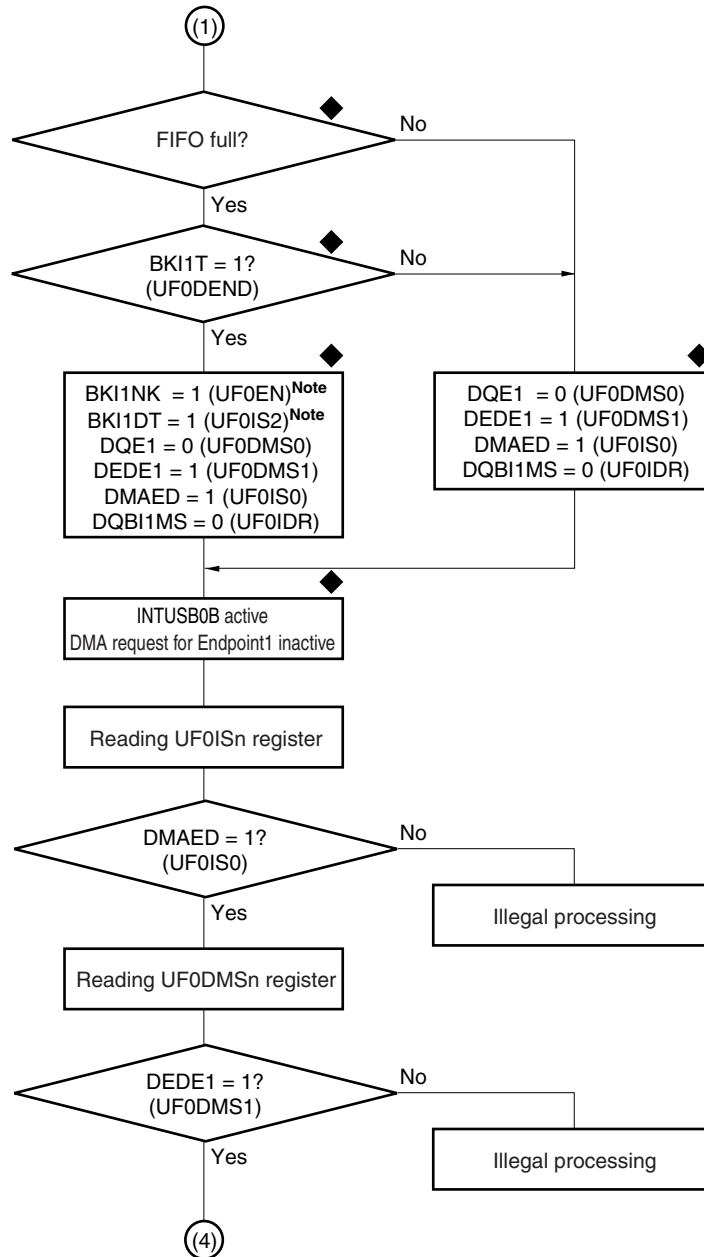 (1)
FIFO full?
No
Yes
BKI1T = 1?
(UF0DEND)
No
Yes
BKI1NK = 1 (UF0EN)Note
BKI1DT = 1 (UF0IS2)Note
DQE1 = 0 (UF0DMS0)
DEDE1 = 1 (UF0DMS1)
DMAED = 1 (UF0IS0)
DQBI1MS = 0 (UF0IDR)
DQE1 = 0 (UF0DMS0)
DEDE1 = 1 (UF0DMS1)
DMAED = 1 (UF0IS0)
DQBI1MS = 0 (UF0IDR)
INTUSB0B active
DMA request for Endpoint1 inactive
Reading UF0ISn register
DMAED = 1?
(UF0IS0)
No
Illegal processing
Yes
Reading UF0DMSn register
DEDE1 = 1?
(UF0DMS1)
No
Illegal processing
Yes
(4)